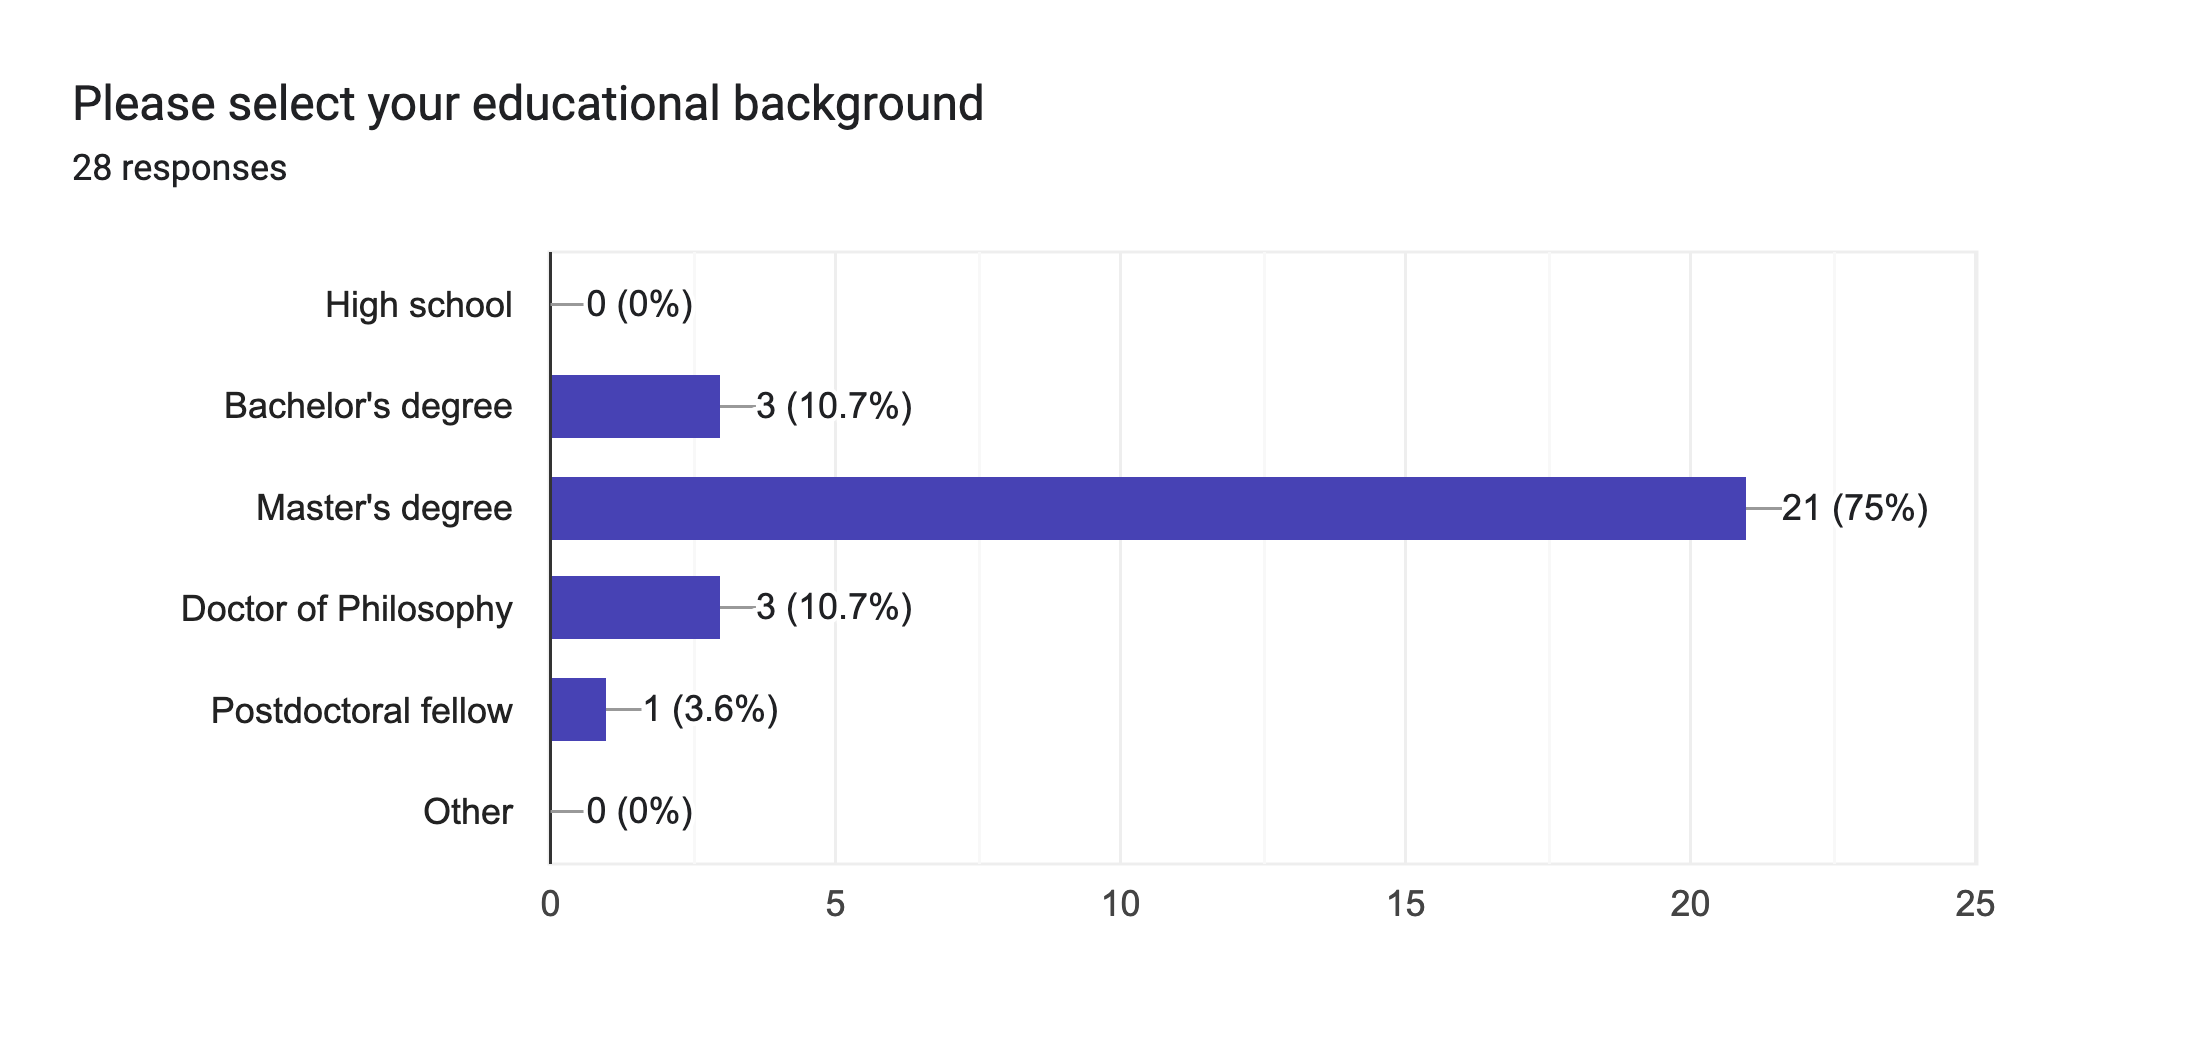 Please select your educational background
28 responses
High school 0 (0%)
Bachelor's degree 3 (10.7%)
Master's degree 21 (75%)
Doctor of Philosophy 3 (10.7%)
Postdoctoral fellow 1 (3.6%)
Other 0 (0%)
0 5 10 15 20 25